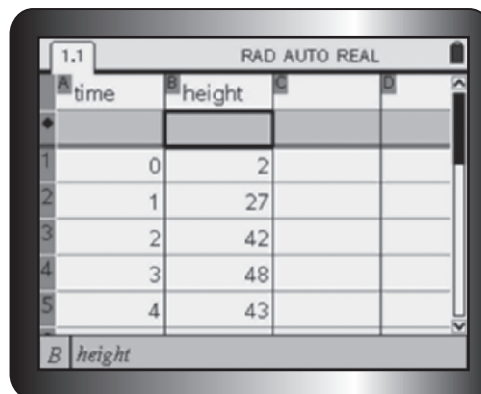 1.1 RAD AUTO REAL
A time B height C D
◆
1 0 2
2 1 27
3 2 42
4 3 48
5 4 43
B height